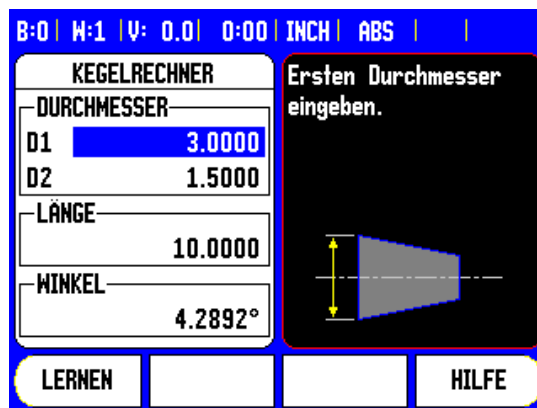 B:0 | W:1 | V: 0.0 | 0:00 | INCH | ABS | |
KEGELRECHNER
DURCHMESSER
D1 3.0000
D2 1.5000
LÄNGE
10.0000
WINKEL
4.2892°
Ersten Durchmesser
eingeben.
LERNEN
HILFE